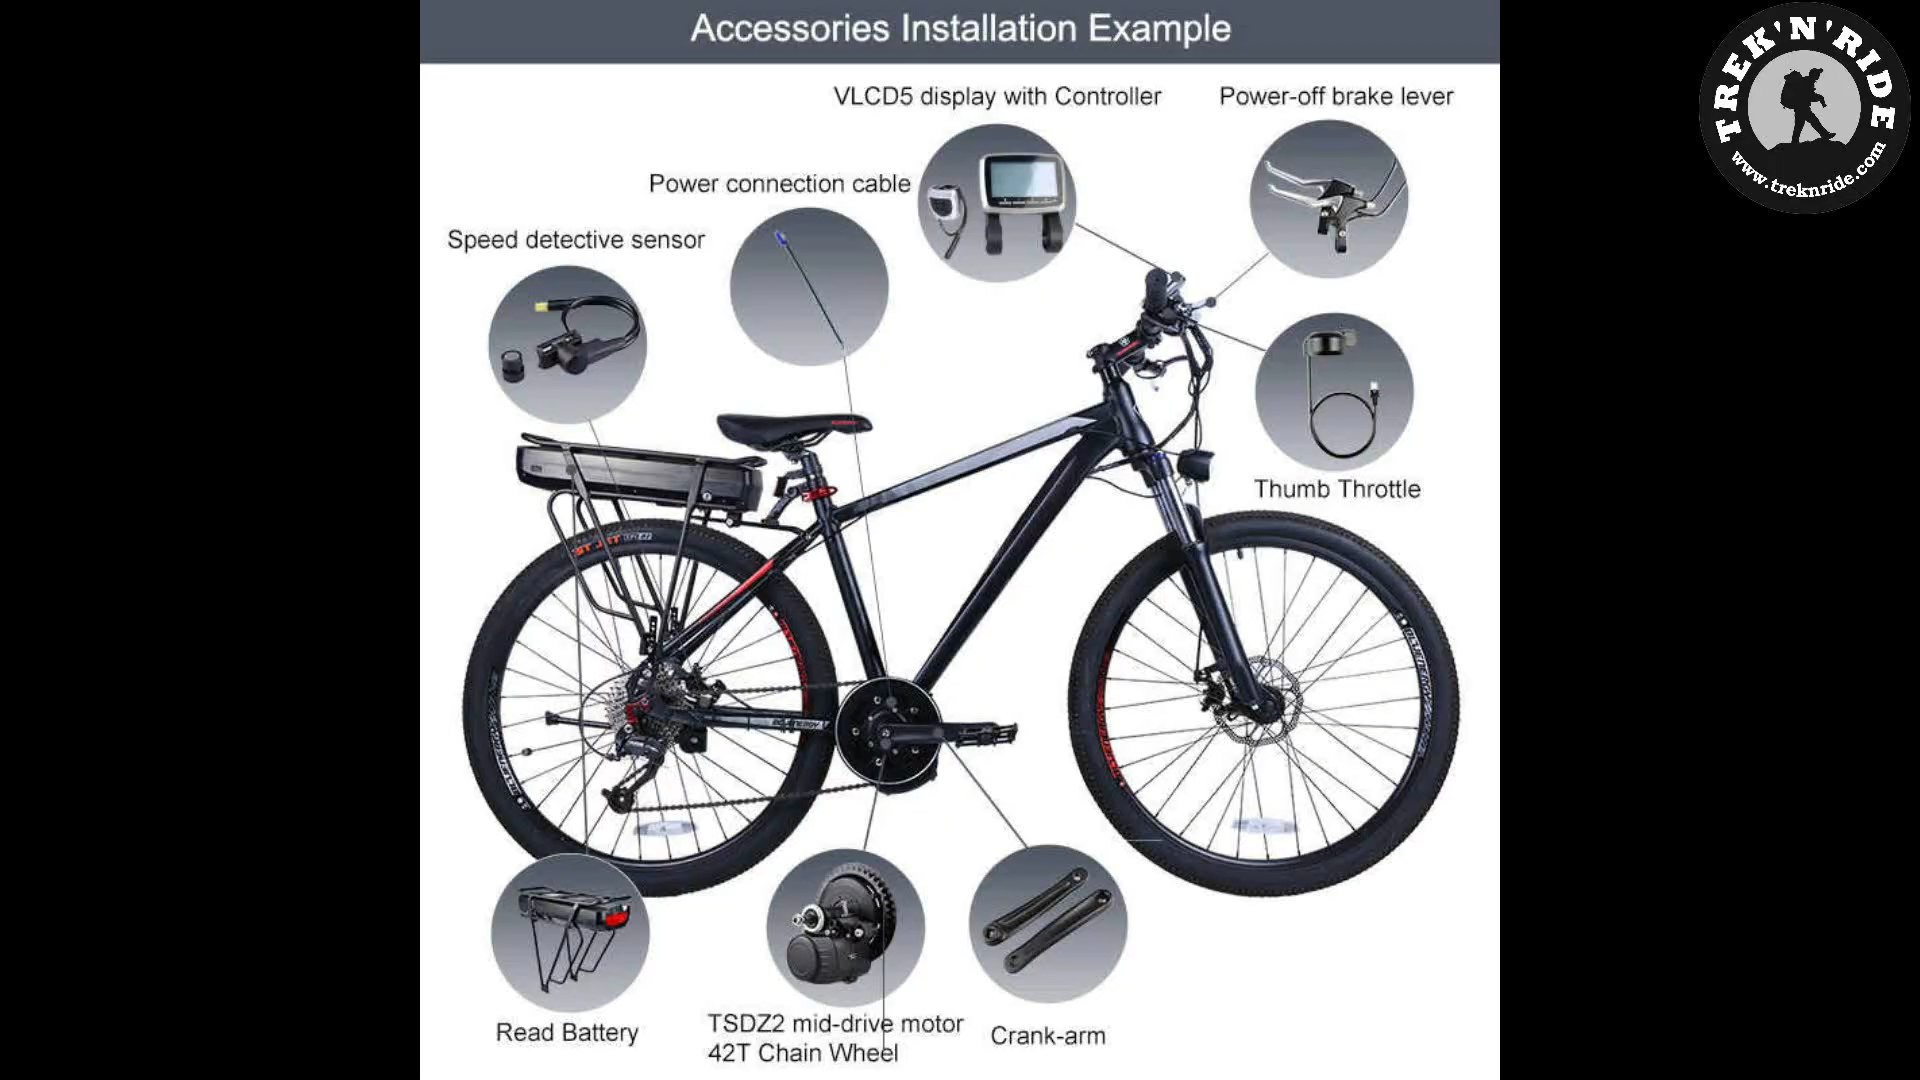 Accessories Installation Example
VLCD5 display with Controller
Power-off brake lever
Power connection cable
Speed detective sensor
Thumb Throttle
Read Battery
TSDZ2 mid-drive motor
42T Chain Wheel
Crank-arm
TREK'N'RIDE
www.treknride.com